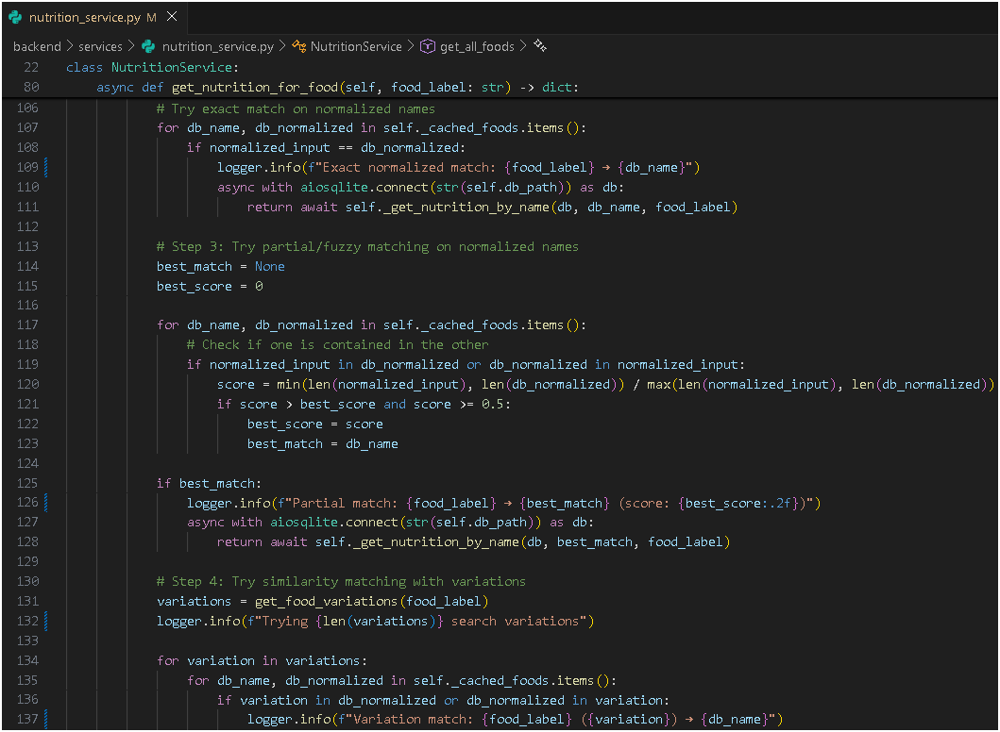 nutrition_service.py M
backend > services > nutrition_service.py > NutritionService > get_all_foods >
22 class NutritionService:
80 async def get_nutrition_for_food(self, food_label: str) -> dict:
106 # Try exact match on normalized names
107 for db_name, db_normalized in self._cached_foods.items():
108 if normalized_input == db_normalized:
109 logger.info(f"Exact normalized match: {food_label} → {db_name}")
110 async with aiosqlite.connect(str(self.db_path)) as db:
111 return await self._get_nutrition_by_name(db, db_name, food_label)
112
113 # Step 3: Try partial/fuzzy matching on normalized names
114 best_match = None
115 best_score = 0
116
117 for db_name, db_normalized in self._cached_foods.items():
118 # Check if one is contained in the other
119 if normalized_input in db_normalized or db_normalized in normalized_input:
120 score = min(len(normalized_input), len(db_normalized)) / max(len(normalized_input), len(db_normalized))
121 if score > best_score and score >= 0.5:
122 best_score = score
123 best_match = db_name
124
125 if best_match:
126 logger.info(f"Partial match: {food_label} → {best_match} (score: {best_score:.2f})")
127 async with aiosqlite.connect(str(self.db_path)) as db:
128 return await self._get_nutrition_by_name(db, best_match, food_label)
129
130 # Step 4: Try similarity matching with variations
131 variations = get_food_variations(food_label)
132 logger.info(f"Trying {len(variations)} search variations")
133
134 for variation in variations:
135 for db_name, db_normalized in self._cached_foods.items():
136 if variation in db_normalized or db_normalized in variation:
137 logger.info(f"Variation match: {food_label} ({variation}) → {db_name}")